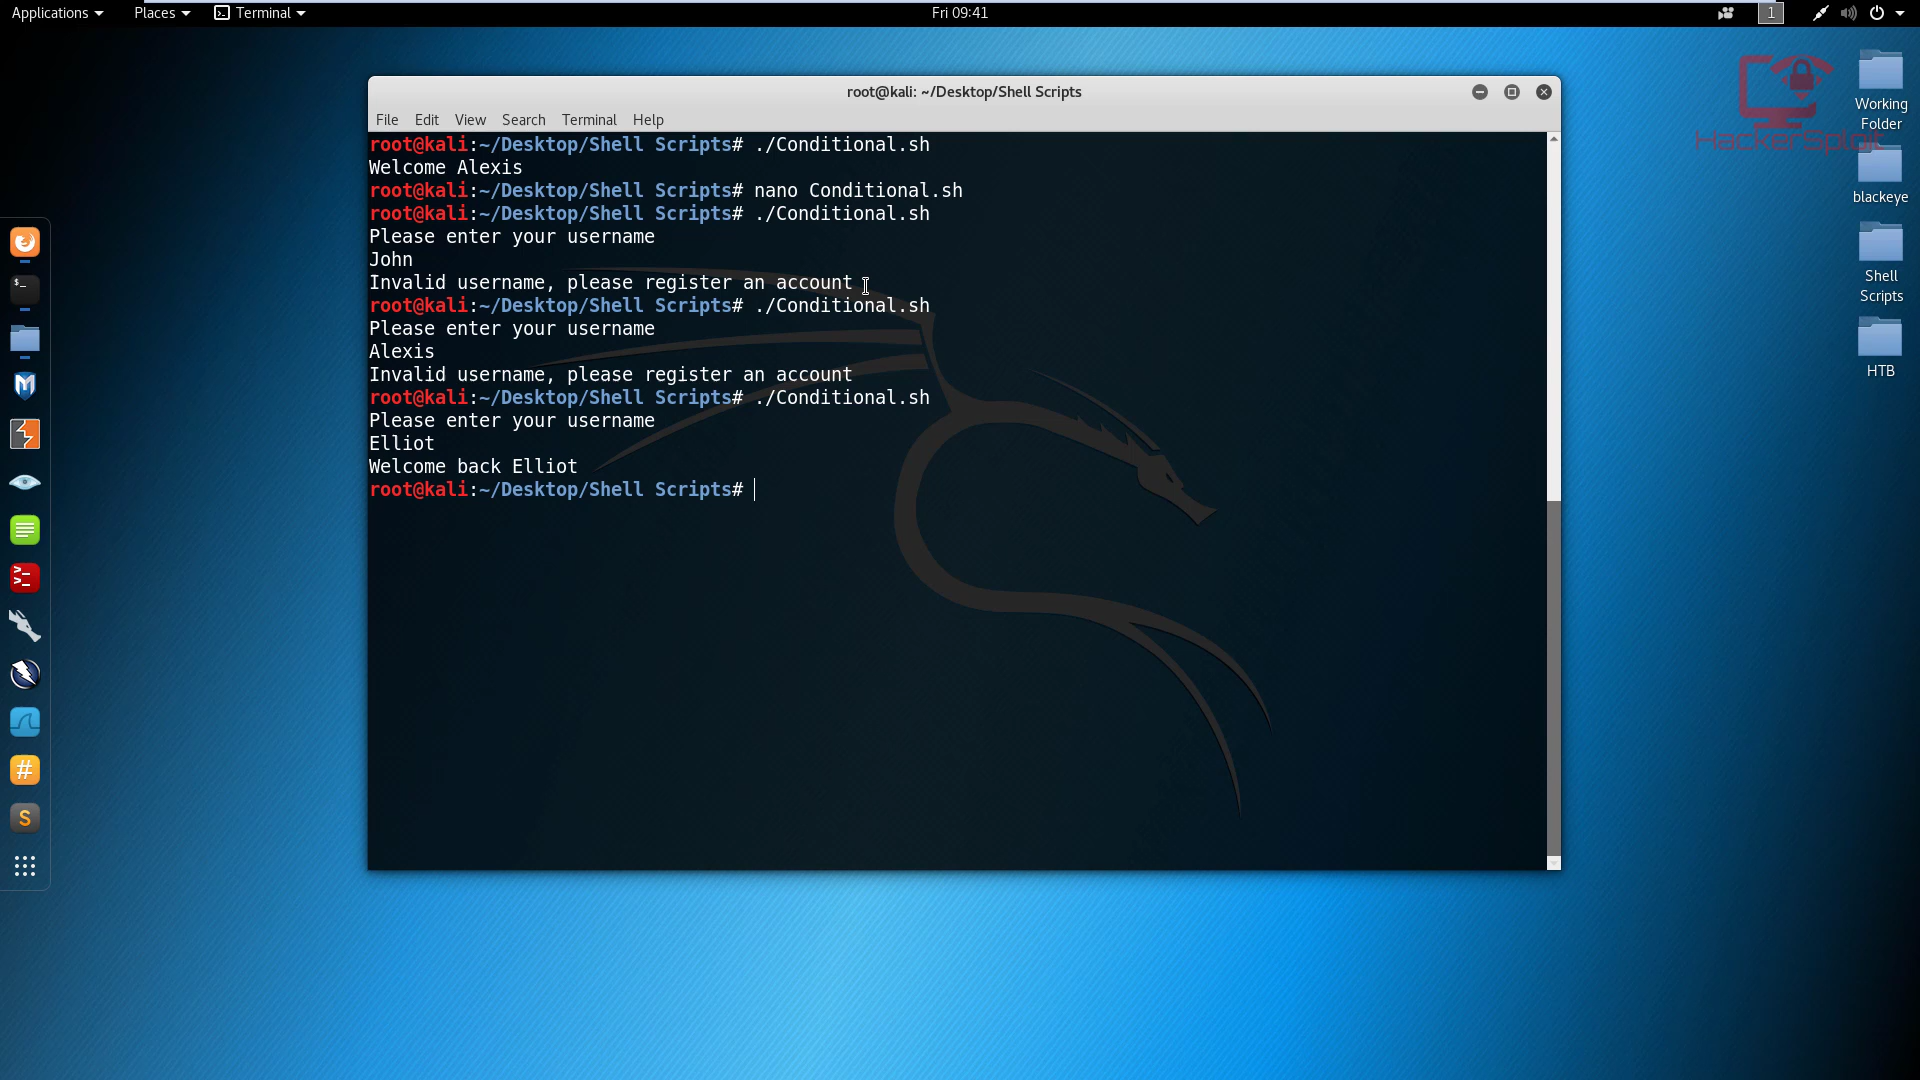 Applications Places Terminal Fri 09:41 1
root@kali: ~/Desktop/Shell Scripts
File Edit View Search Terminal Help
root@kali:~/Desktop/Shell Scripts# ./Conditional.sh
Welcome Alexis
root@kali:~/Desktop/Shell Scripts# nano Conditional.sh
root@kali:~/Desktop/Shell Scripts# ./Conditional.sh
Please enter your username
John
Invalid username, please register an account
root@kali:~/Desktop/Shell Scripts# ./Conditional.sh
Please enter your username
Alexis
Invalid username, please register an account
root@kali:~/Desktop/Shell Scripts# ./Conditional.sh
Please enter your username
Elliot
Welcome back Elliot
root@kali:~/Desktop/Shell Scripts#
Working
Folder
HackerSploit
blackeye
Shell
Scripts
HTB